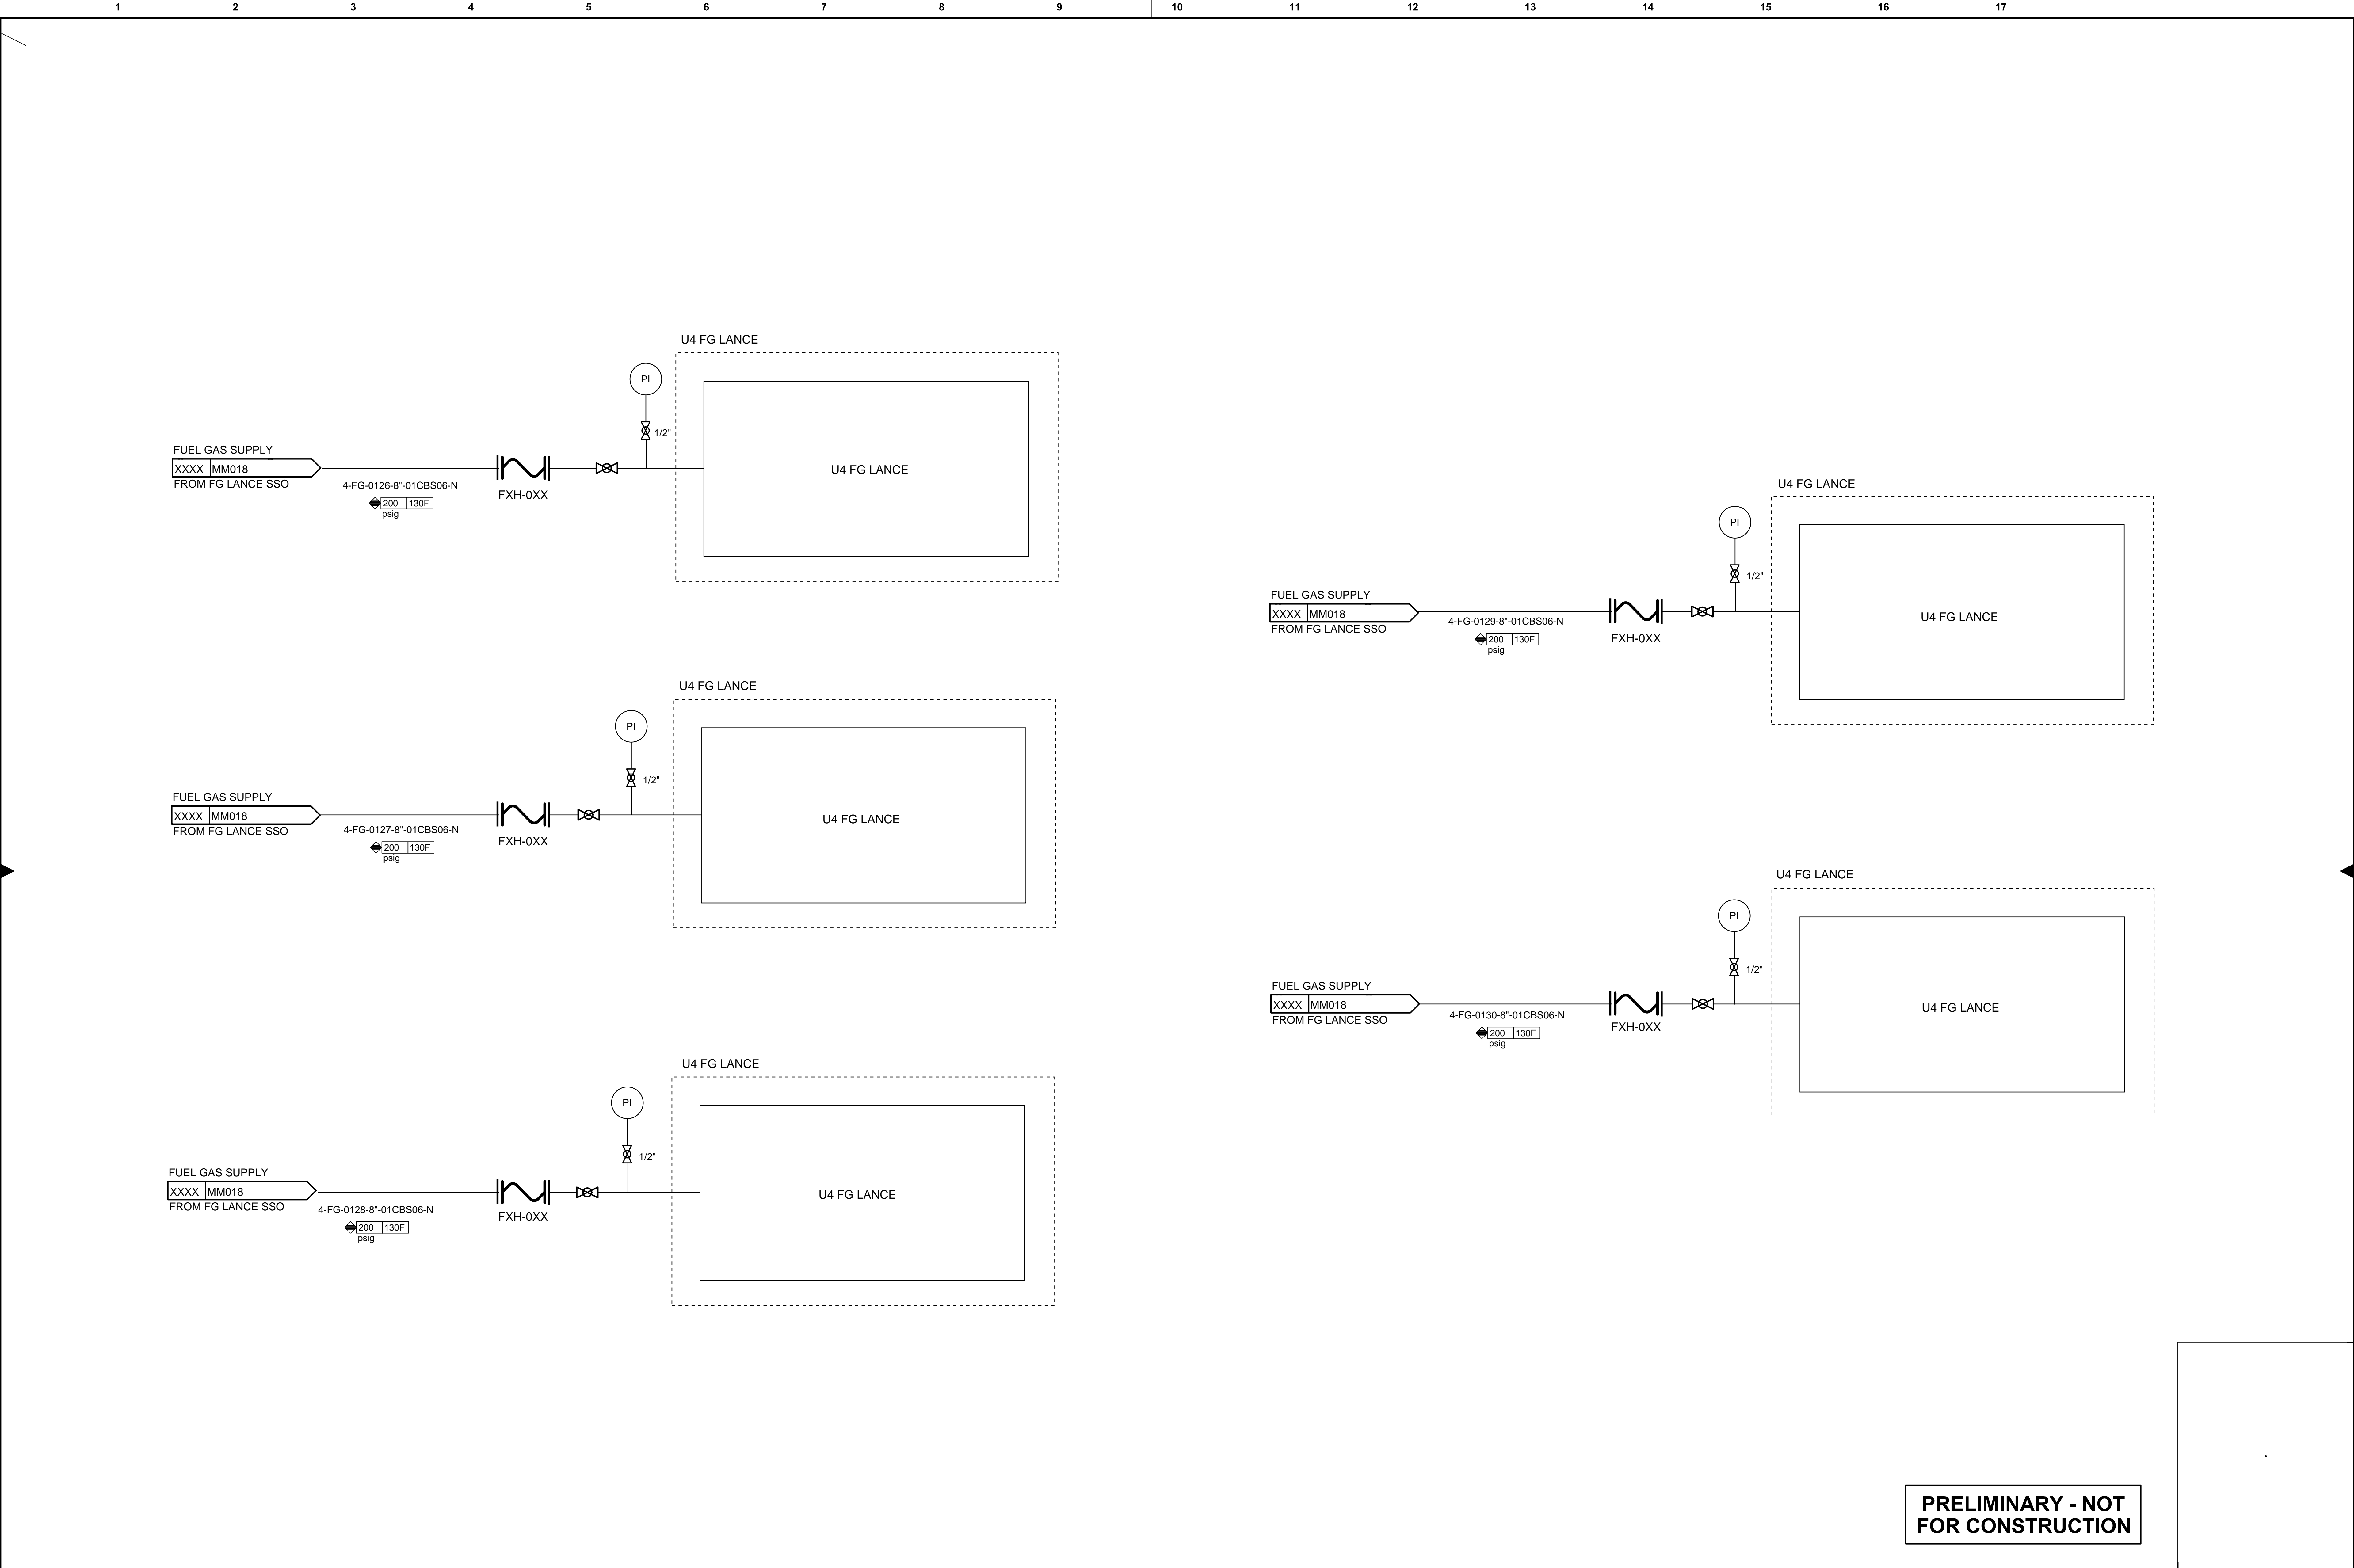 1 2 3 4 5 6 7 8 9 10 11 12 13 14 15 16 17
U4 FG LANCE
PI
1/2"
FUEL GAS SUPPLY
XXXX MM018
FROM FG LANCE SSO
4-FG-0126-8"-01CBS06-N
200 130F
psig
FXH-0XX
U4 FG LANCE
U4 FG LANCE
PI
1/2"
FUEL GAS SUPPLY
XXXX MM018
FROM FG LANCE SSO
4-FG-0127-8"-01CBS06-N
200 130F
psig
FXH-0XX
U4 FG LANCE
U4 FG LANCE
PI
1/2"
FUEL GAS SUPPLY
XXXX MM018
FROM FG LANCE SSO
4-FG-0128-8"-01CBS06-N
200 130F
psig
FXH-0XX
U4 FG LANCE
U4 FG LANCE
PI
1/2"
FUEL GAS SUPPLY
XXXX MM018
FROM FG LANCE SSO
4-FG-0129-8"-01CBS06-N
200 130F
psig
FXH-0XX
U4 FG LANCE
U4 FG LANCE
PI
1/2"
FUEL GAS SUPPLY
XXXX MM018
FROM FG LANCE SSO
4-FG-0130-8"-01CBS06-N
200 130F
psig
FXH-0XX
U4 FG LANCE
PRELIMINARY - NOT
FOR CONSTRUCTION